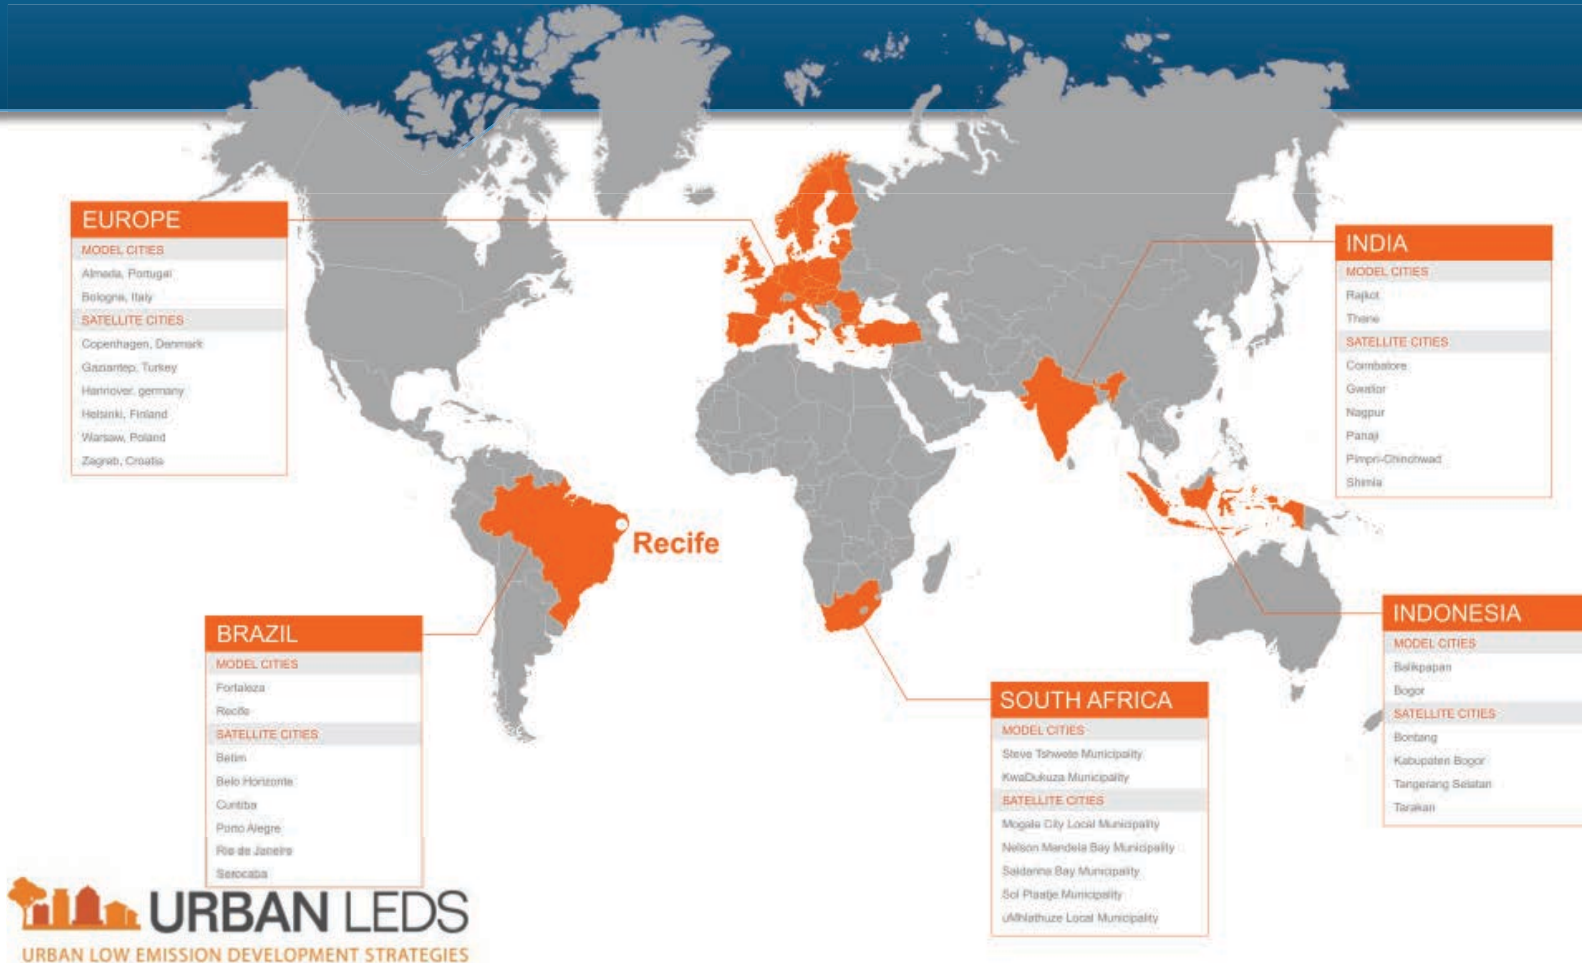 EUROPE
MODEL CITIES
Almada, Portugal
Bologna, Italy
SATELLITE CITIES
Copenhagen, Denmark
Gaziantep, Turkey
Hannover, germany
Helsinki, Finland
Warsaw, Poland
Zagreb, Croatia
INDIA
MODEL CITIES
Rajkot
Thane
SATELLITE CITIES
Coimbatore
Gwalior
Nagpur
Panaji
Pimpri-Chinchwad
Shimla
Recife
BRAZIL
MODEL CITIES
Fortaleza
Recife
SATELLITE CITIES
Betim
Belo Horizonte
Curitiba
Porto Alegre
Rio de Janeiro
Sorocaba
INDONESIA
MODEL CITIES
Balikpapan
Bogor
SATELLITE CITIES
Bontang
Kabupaten Bogor
Tangerang Selatan
Tarakan
SOUTH AFRICA
MODEL CITIES
Steve Tshwete Municipality
KwaDukuza Municipality
SATELLITE CITIES
Mogale City Local Municipality
Nelson Mandela Bay Municipality
Saldanha Bay Municipality
Sol Plaatje Municipality
uMhlathuze Local Municipality
URBAN LEDS
URBAN LOW EMISSION DEVELOPMENT STRATEGIES